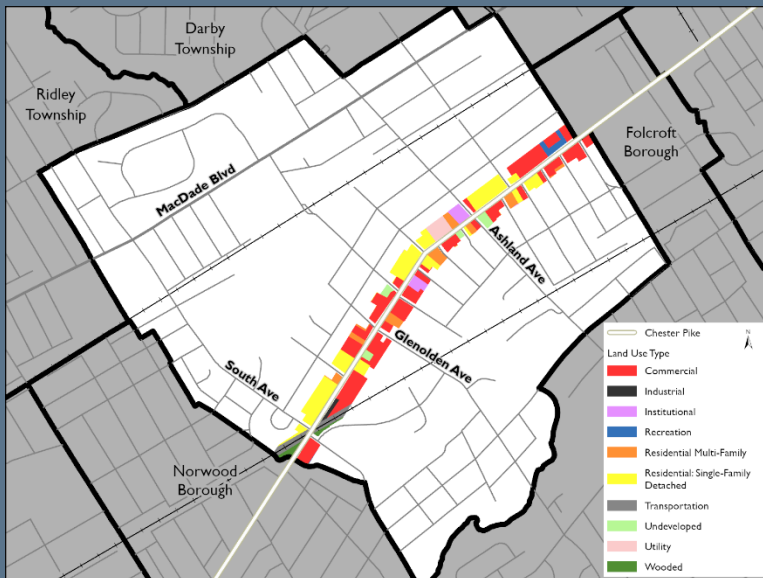 Darby
Township
Ridley
Township
Folcroft
Borough
MacDade Blvd
Ashland Ave
Glenolden Ave
South Ave
Norwood
Borough
Chester Pike
N
Land Use Type
Commercial
Industrial
Institutional
Recreation
Residential Multi-Family
Residential: Single-Family
Detached
Transportation
Undeveloped
Utility
Wooded